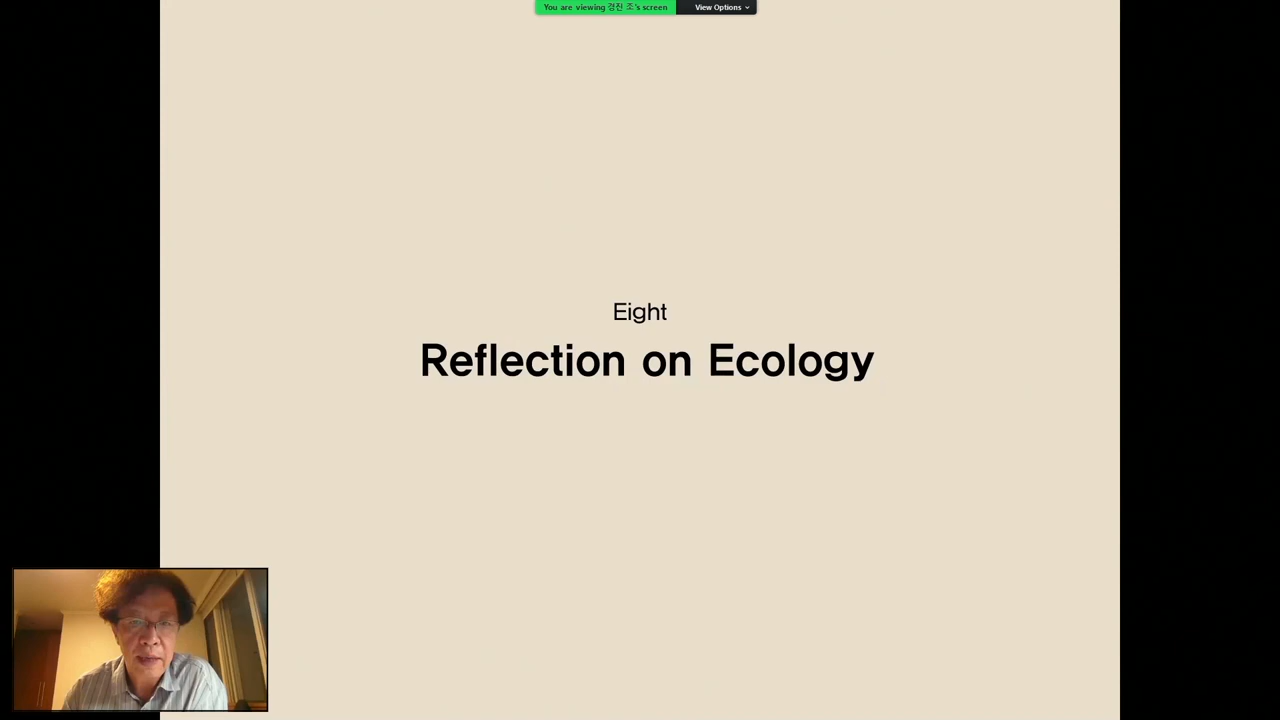 You are viewing 경진 조's screen
View Options
Eight
Reflection on Ecology